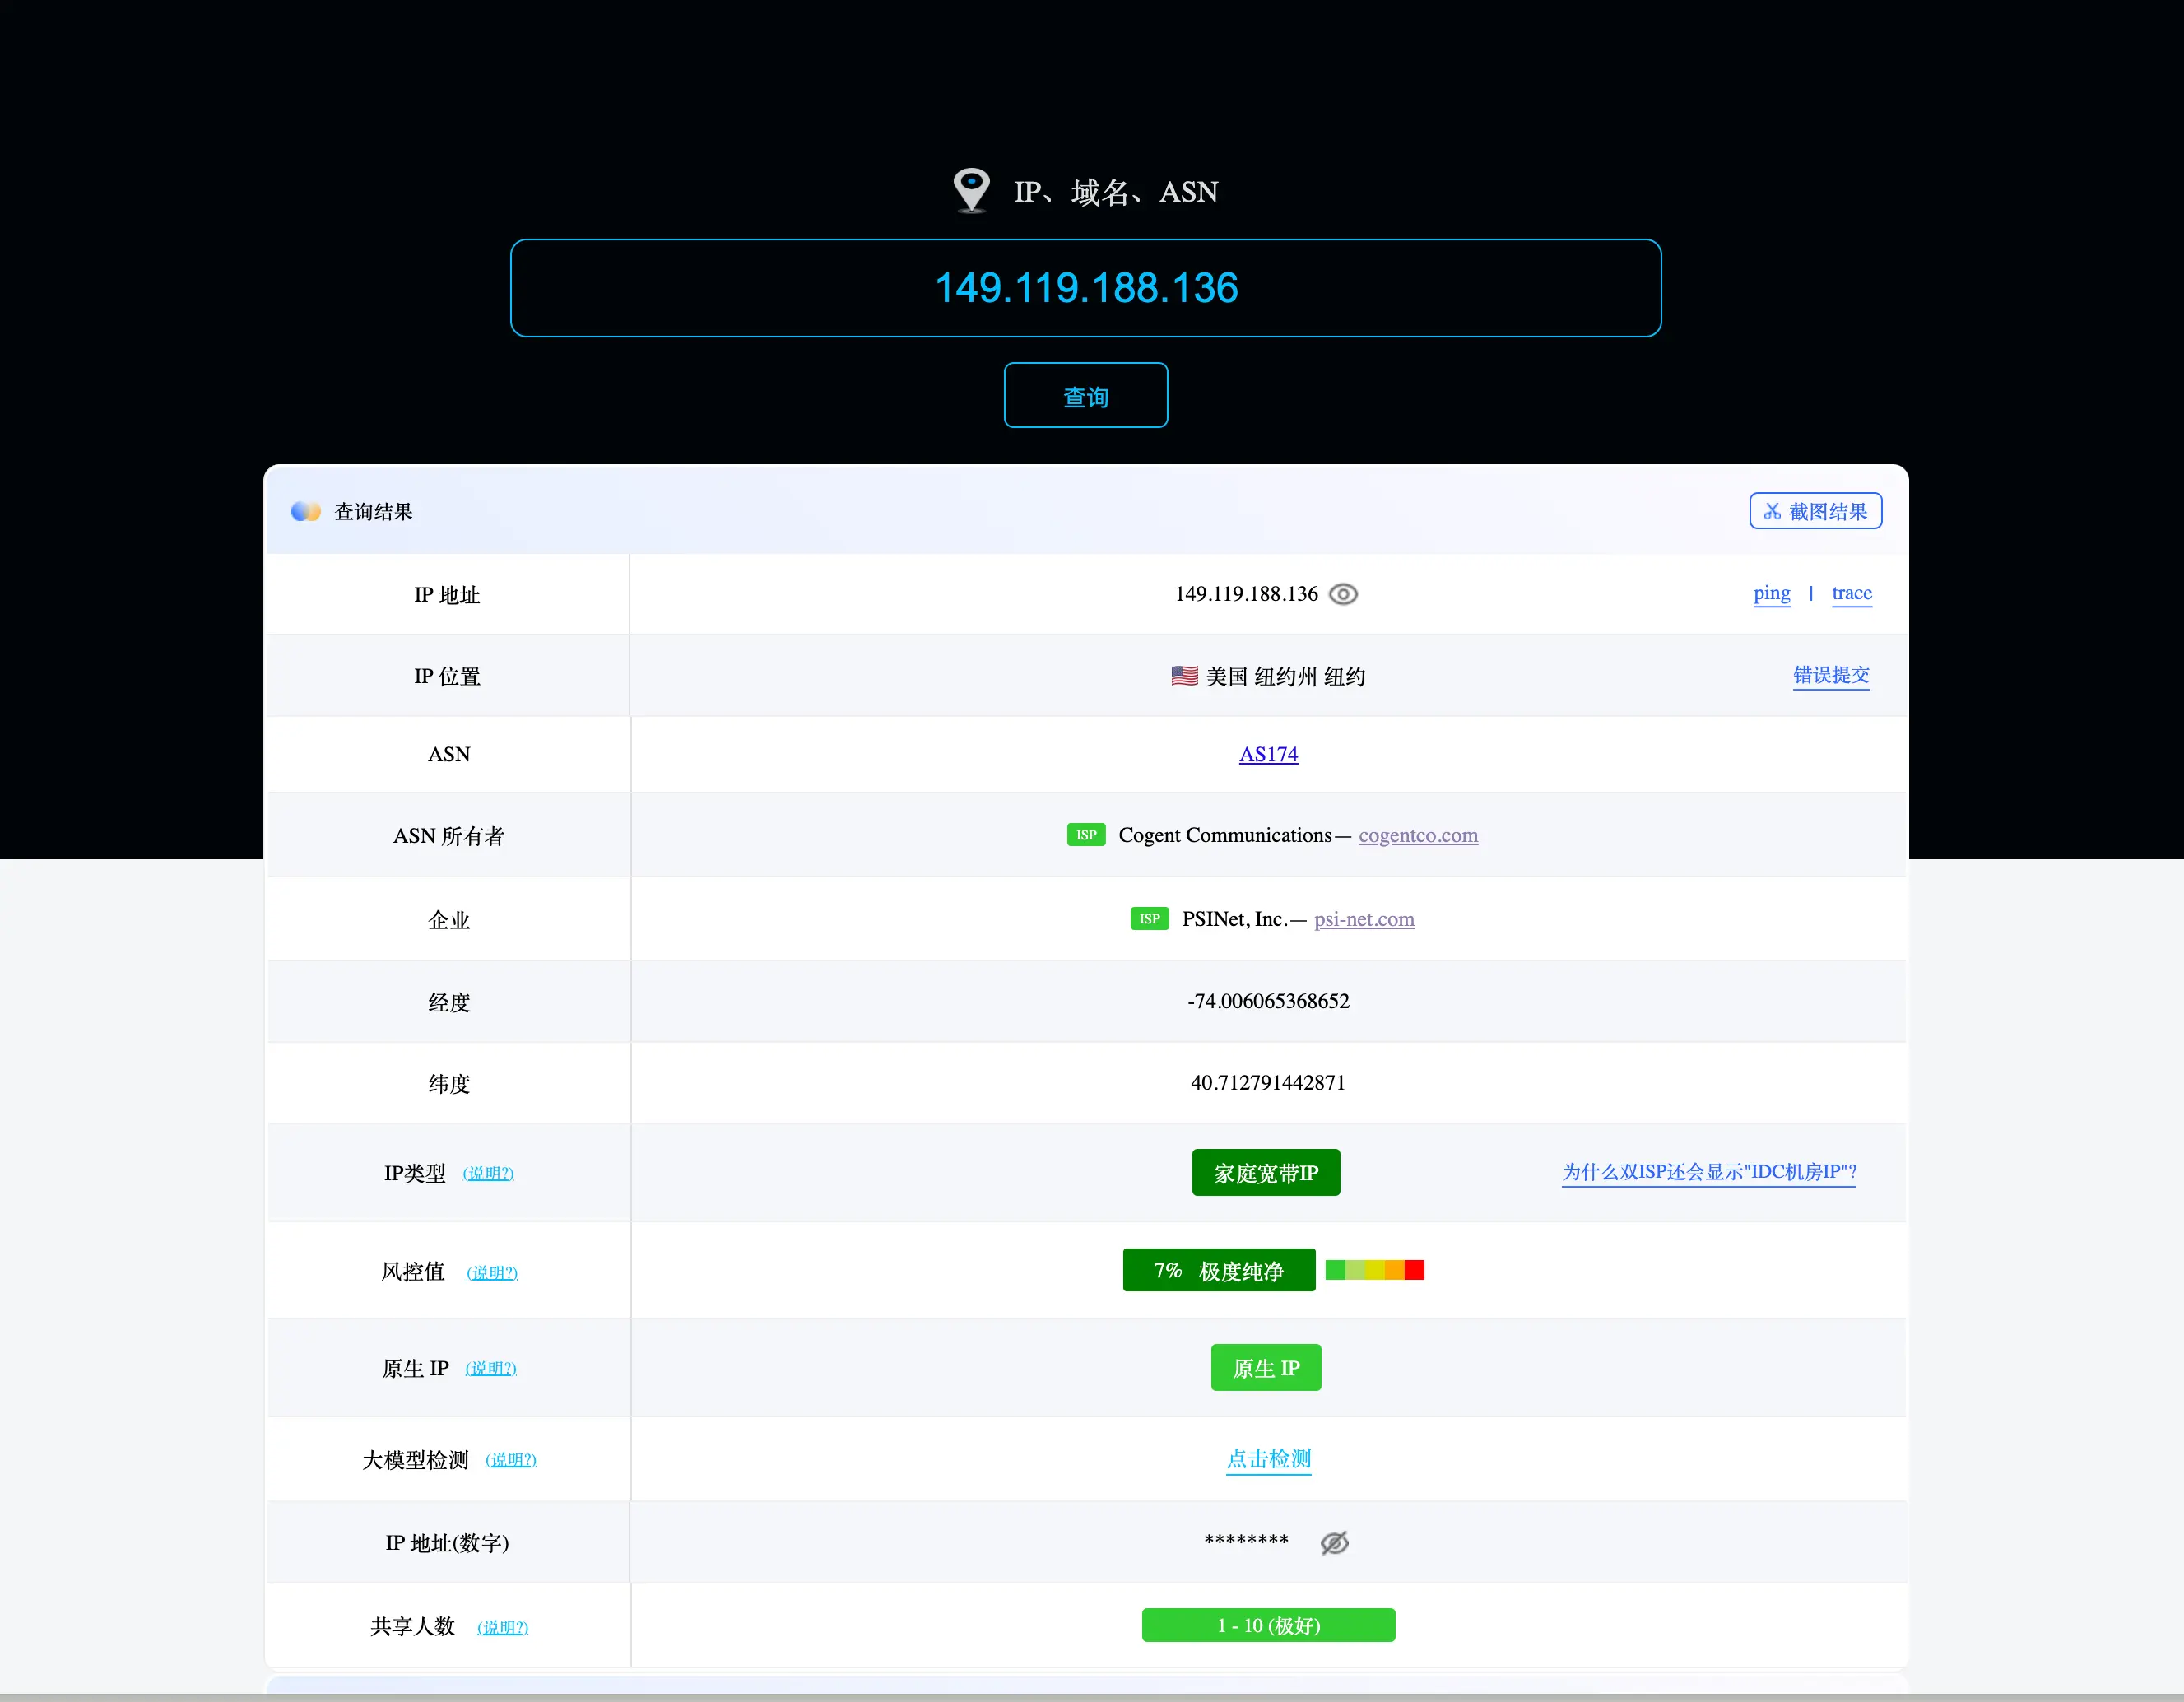 IP、域名、ASN
149.119.188.136
查询
查询结果
截图结果
IP 地址 149.119.188.136 ping | trace
IP 位置 美国 纽约州 纽约 错误提交
ASN AS174
ASN 所有者 ISP Cogent Communications— cogentco.com
企业 ISP PSINet, Inc.— psi-net.com
经度 -74.006065368652
纬度 40.712791442871
IP类型 (说明?) 家庭宽带IP 为什么双ISP还会显示"IDC机房IP"?
风控值 (说明?) 7% 极度纯净
原生 IP (说明?) 原生 IP
大模型检测 (说明?) 点击检测
IP 地址(数字) ********
共享人数 (说明?) 1 - 10 (极好)